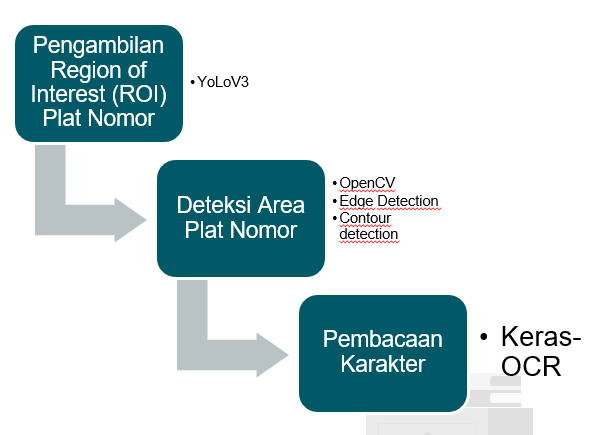 Pengambilan
Region of
Interest (ROI)
Plat Nomor
•YoLoV3
Deteksi Area
Plat Nomor
•OpenCV
•Edge Detection
•Contour
detection
Pembacaan
Karakter
• Keras-
OCR